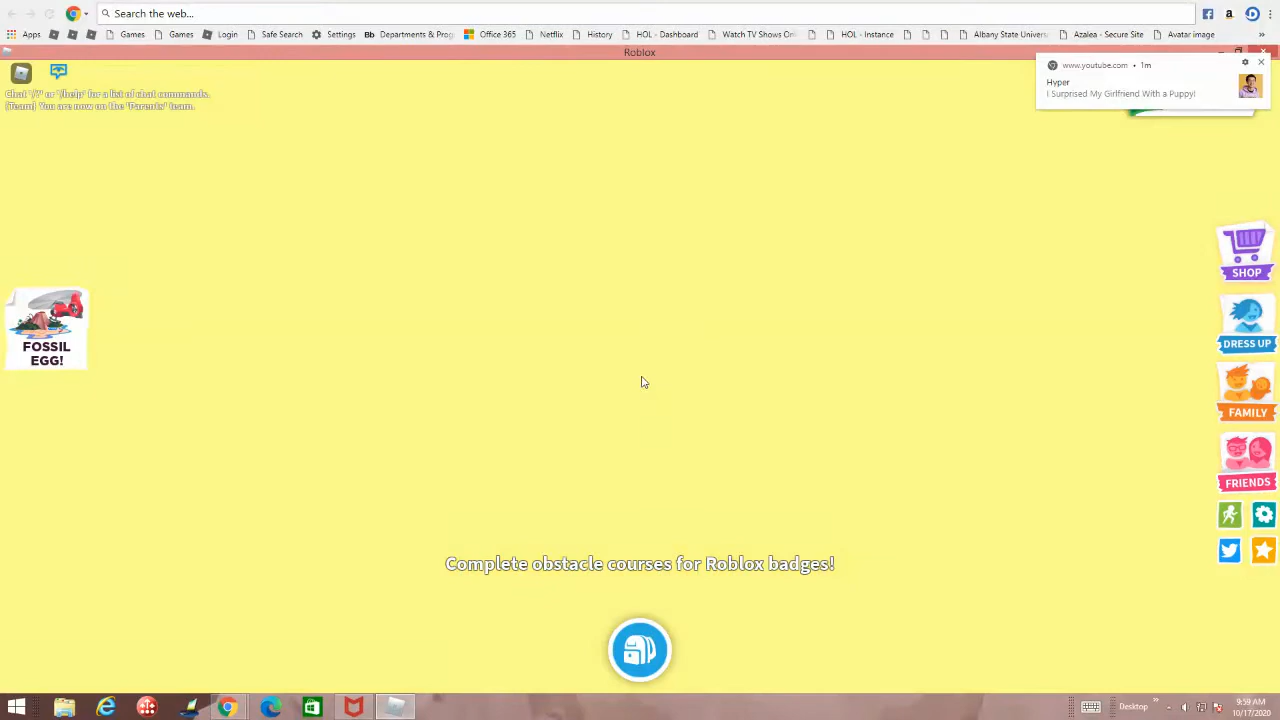 Search the web...
Apps Games Games Login Safe Search Settings Bb Departments & Prog Office 365 Netflix History HOL - Dashboard Watch TV Shows Onl HOL - Instance Albany State Univers Azalea - Secure Site Avatar image »
Roblox
www.youtube.com • 1m
Hyper
I Surprised My Girlfriend With a Puppy!
Chat '/?' or '/help' for a list of chat commands.
[Team] You are now on the 'Parents' team.
SHOP
FOSSIL
EGG!
DRESS UP
FAMILY
FRIENDS
Complete obstacle courses for Roblox badges!
Desktop »
9:59 AM
10/17/2020